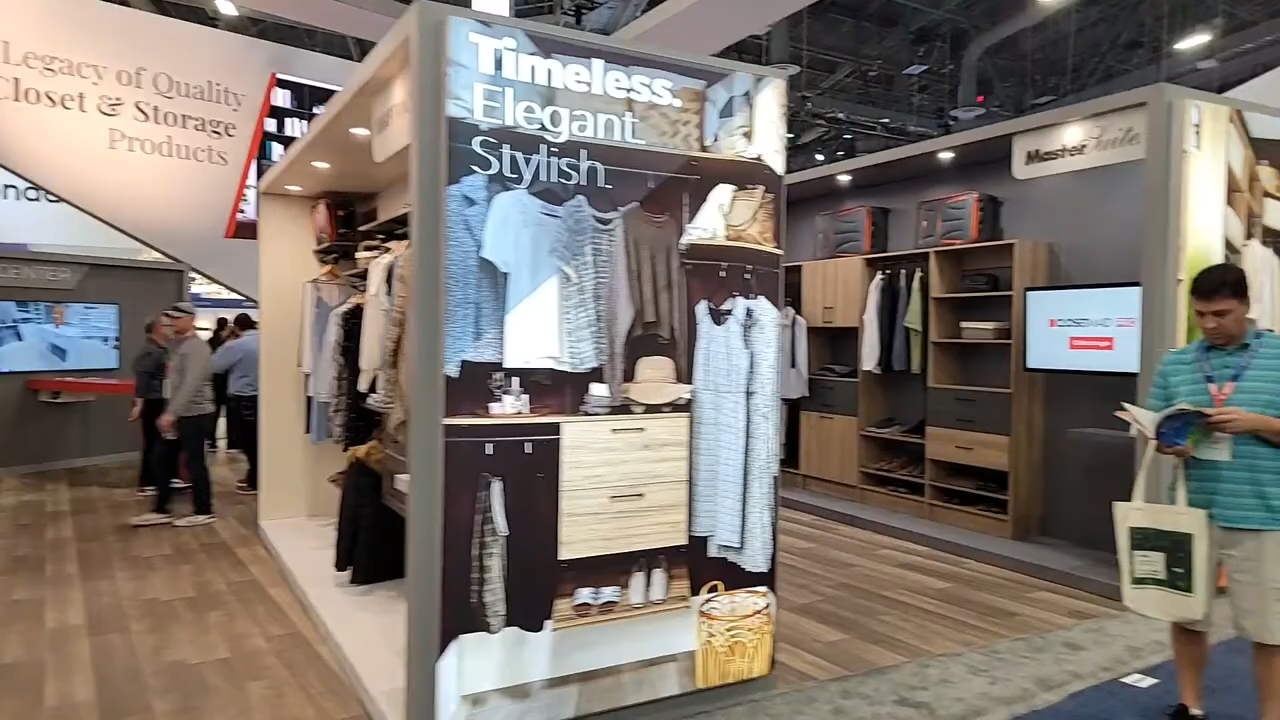 Legacy of Quality
Closet & Storage
Products
CENTER
Timeless.
Elegant
Stylish.
MasterSuite